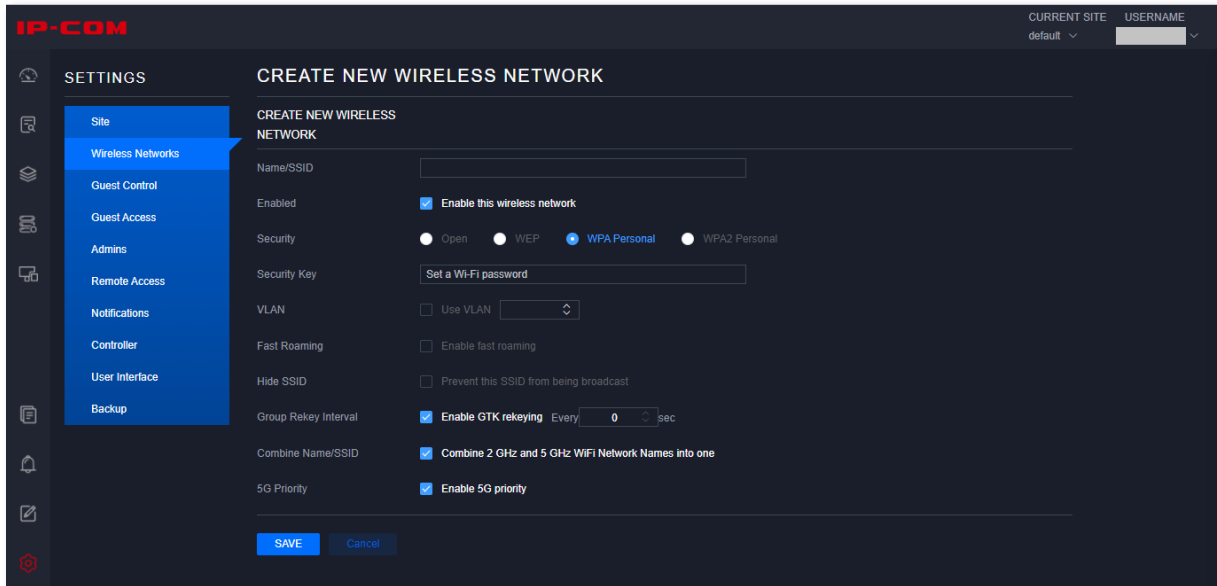 IP-COM
CURRENT SITE USERNAME
default
SETTINGS
Site
Wireless Networks
Guest Control
Guest Access
Admins
Remote Access
Notifications
Controller
User Interface
Backup
CREATE NEW WIRELESS NETWORK
CREATE NEW WIRELESS
NETWORK
Name/SSID
Enabled Enable this wireless network
Security Open WEP WPA Personal WPA2 Personal
Security Key Set a Wi-Fi password
VLAN Use VLAN
Fast Roaming Enable fast roaming
Hide SSID Prevent this SSID from being broadcast
Group Rekey Interval Enable GTK rekeying Every 0 sec
Combine Name/SSID Combine 2 GHz and 5 GHz WiFi Network Names into one
5G Priority Enable 5G priority
SAVE Cancel